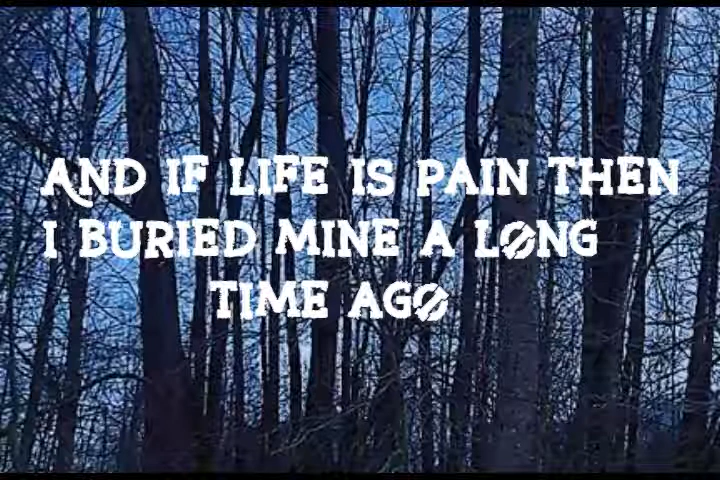 AND IF LIFE IS PAIN THEN
I BURIED MINE A LONG
TIME AGO